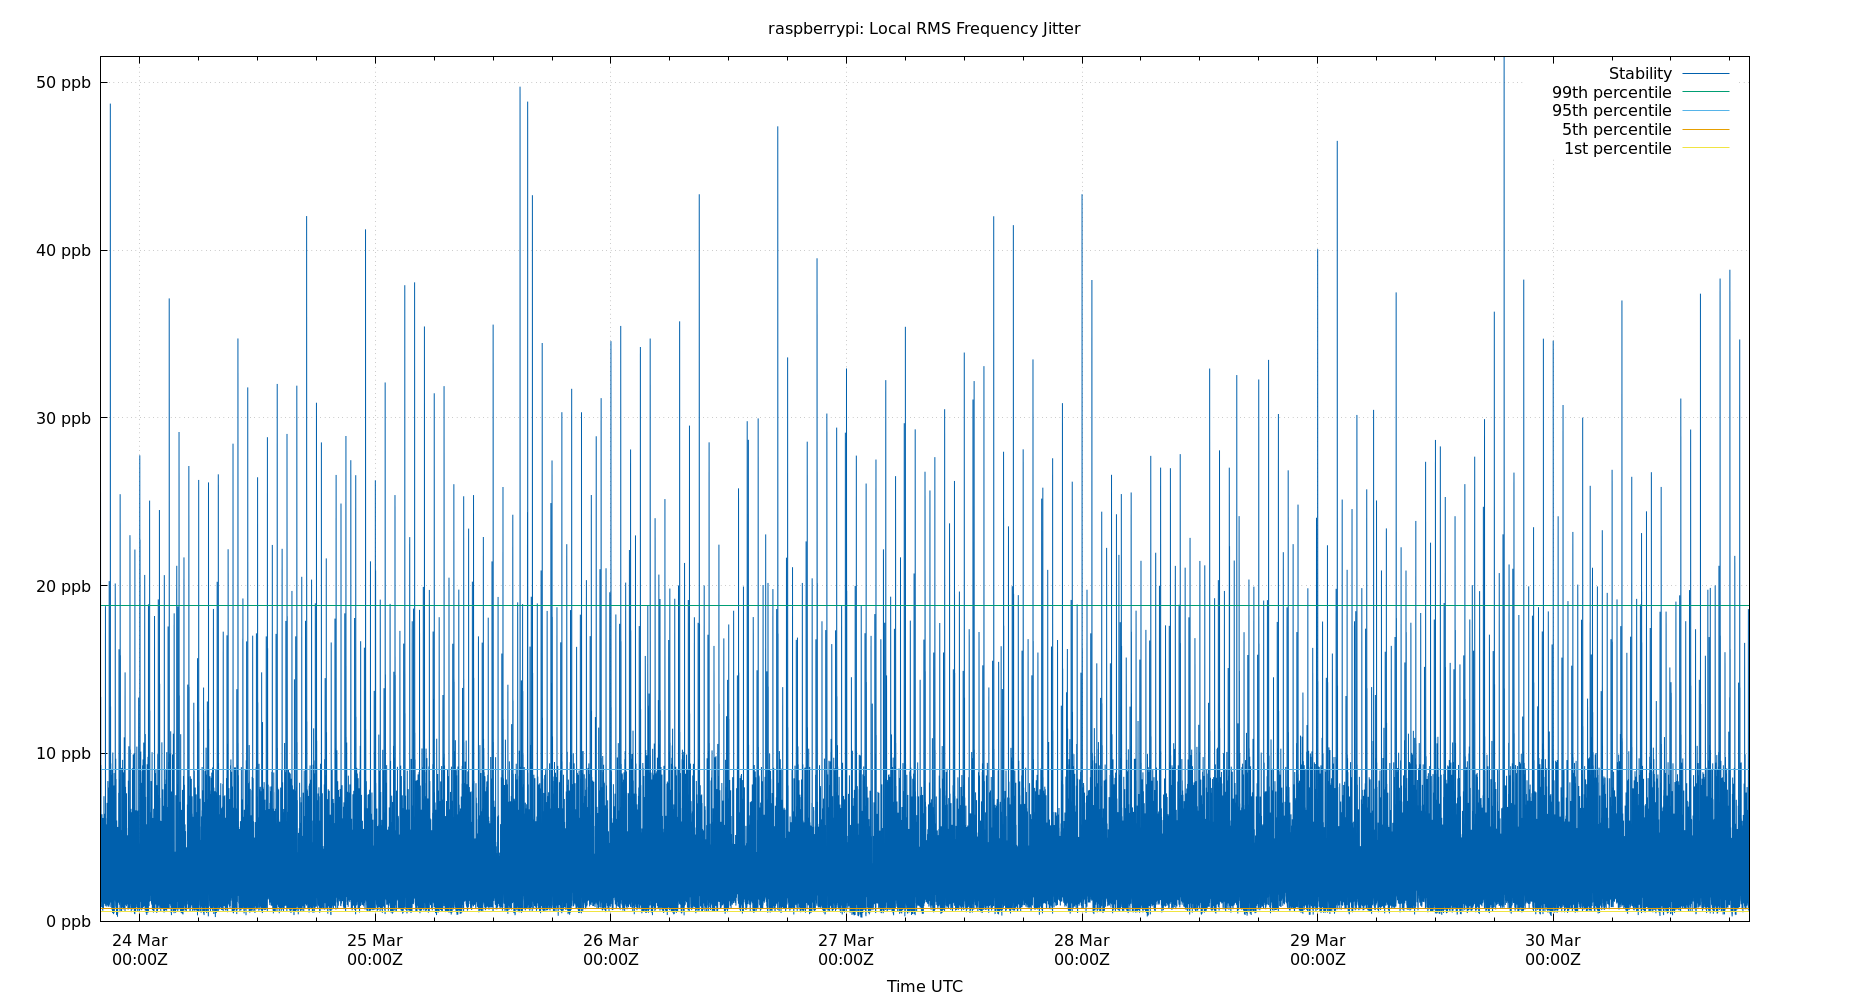 raspberrypi: Local RMS Frequency Jitter
50 ppb
40 ppb
30 ppb
20 ppb
10 ppb
0 ppb
Stability
99th percentile
95th percentile
5th percentile
1st percentile
24 Mar
00:00Z
25 Mar
00:00Z
26 Mar
00:00Z
27 Mar
00:00Z
28 Mar
00:00Z
29 Mar
00:00Z
30 Mar
00:00Z
Time UTC